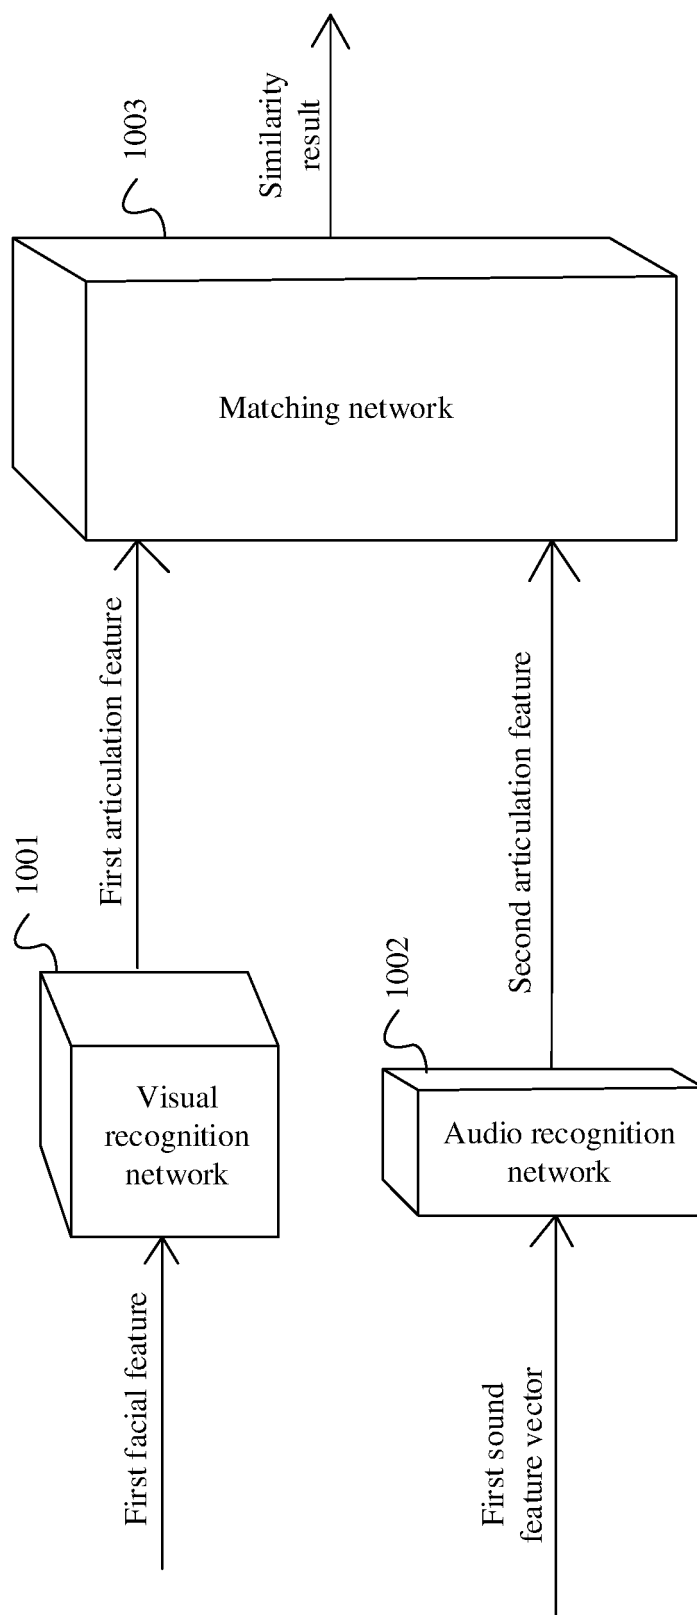 Similarity
result
1003
Matching network
First articulation feature
Second articulation feature
1001
1002
Visual
recognition
network
Audio recognition
network
First facial feature
First sound
feature vector